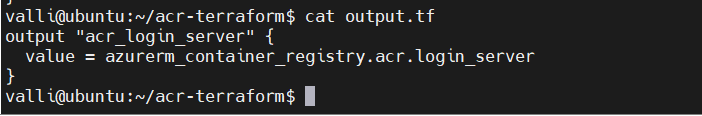 valli@ubuntu:~/acr-terraform$ cat output.tf
output "acr_login_server" {
  value = azurerm_container_registry.acr.login_server
}
valli@ubuntu:~/acr-terraform$